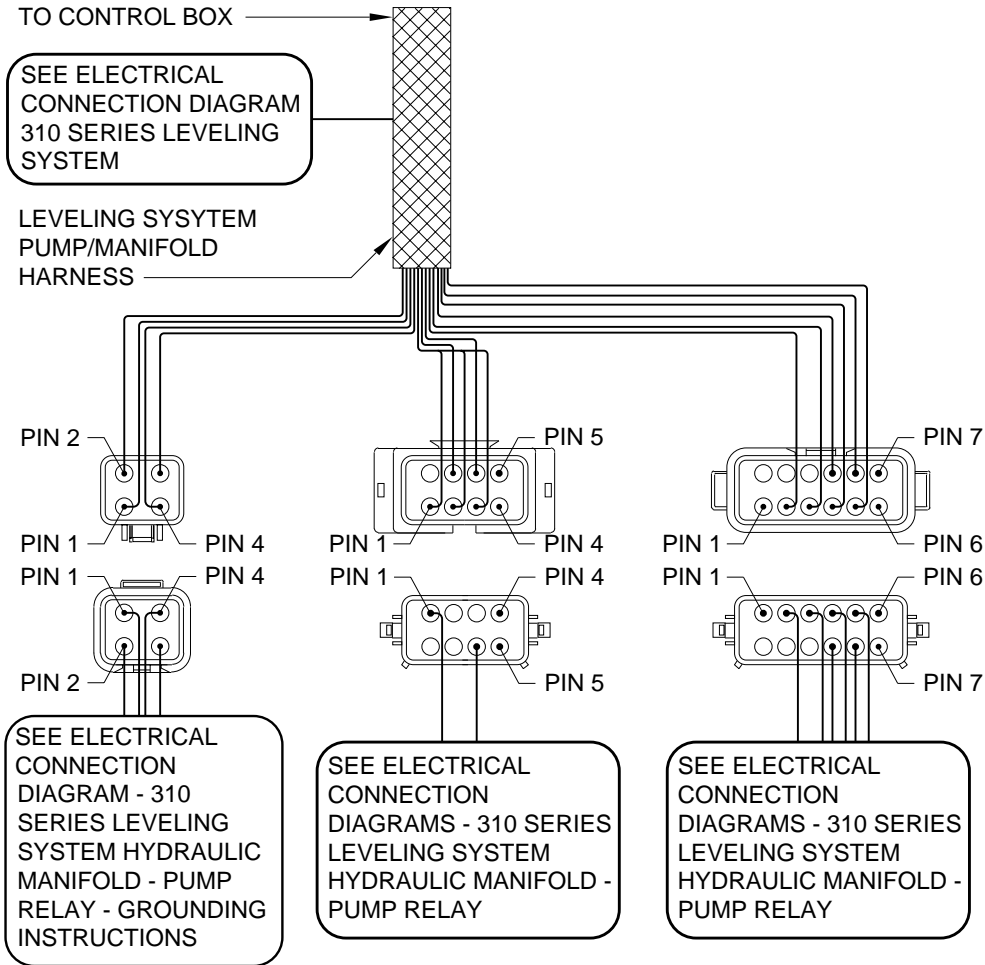 TO CONTROL BOX
SEE ELECTRICAL
CONNECTION DIAGRAM
310 SERIES LEVELING
SYSTEM
LEVELING SYSYTEM
PUMP/MANIFOLD
HARNESS
PIN 2
PIN 5
PIN 7
PIN 1
PIN 4
PIN 1
PIN 4
PIN 1
PIN 6
PIN 1
PIN 4
PIN 1
PIN 4
PIN 1
PIN 6
PIN 2
PIN 5
PIN 7
SEE ELECTRICAL
CONNECTION
DIAGRAM - 310
SERIES LEVELING
SYSTEM HYDRAULIC
MANIFOLD - PUMP
RELAY - GROUNDING
INSTRUCTIONS
SEE ELECTRICAL
CONNECTION
DIAGRAMS - 310 SERIES
LEVELING SYSTEM
HYDRAULIC MANIFOLD -
PUMP RELAY
SEE ELECTRICAL
CONNECTION
DIAGRAMS - 310 SERIES
LEVELING SYSTEM
HYDRAULIC MANIFOLD -
PUMP RELAY